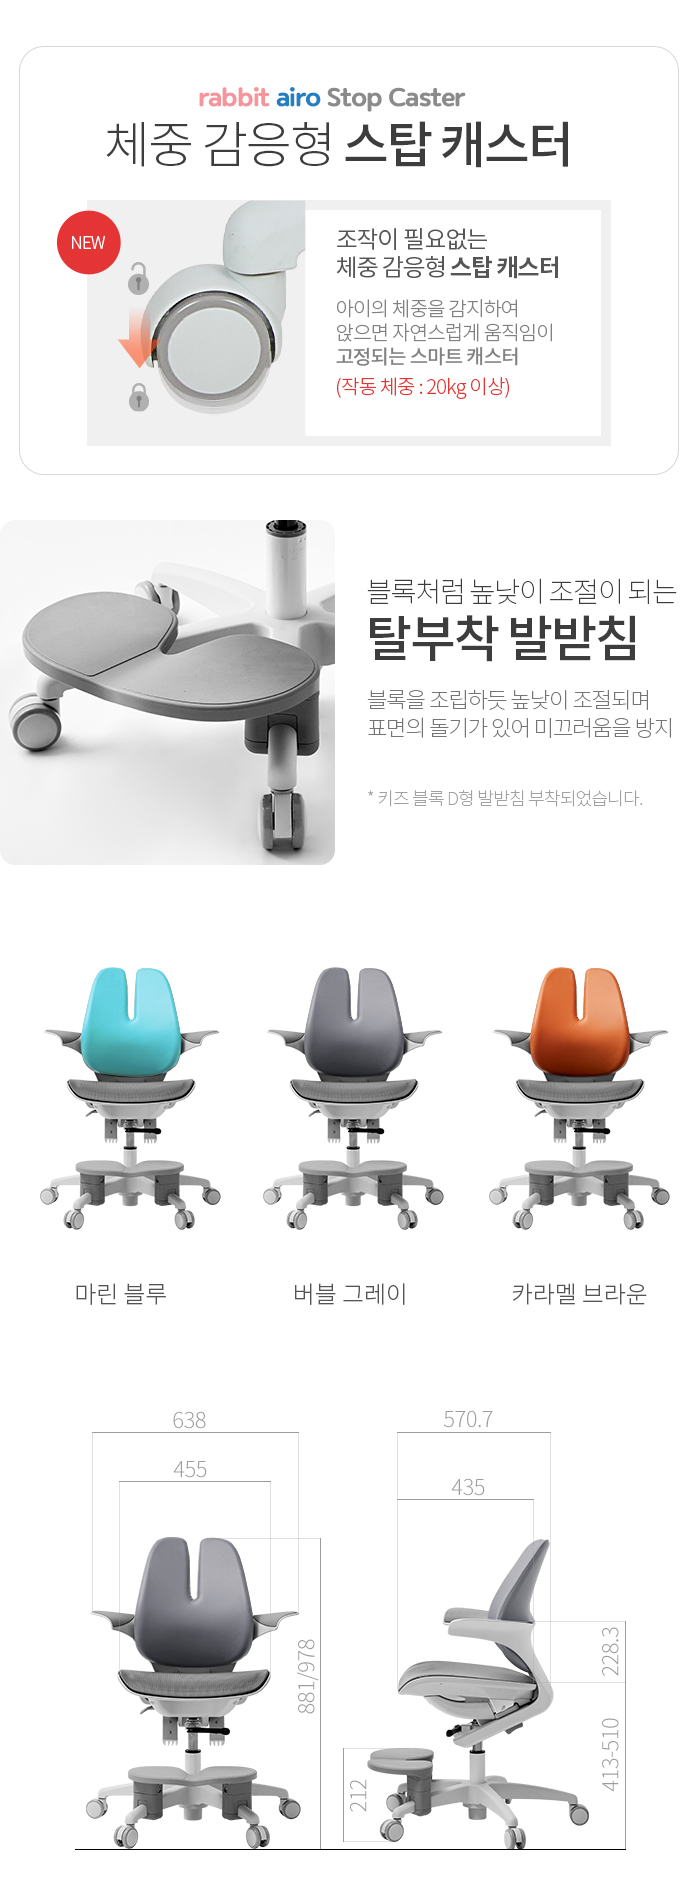 rabbit airo Stop Caster
체중 감응형 스탑 캐스터
NEW
조작이 필요없는
체중 감응형 스탑 캐스터
아이의 체중을 감지하여
앉으면 자연스럽게 움직임이
고정되는 스마트 캐스터
(작동 체중 : 20kg 이상)
블록처럼 높낮이 조절이 되는
탈부착 발받침
블록을 조립하듯 높낮이 조절되며
표면의 돌기가 있어 미끄러움을 방지
* 키즈 블록 D형 발받침 부착되었습니다.
마린 블루
버블 그레이
카라멜 브라운
638
455
881/978
570.7
435
228.3
413-510
212